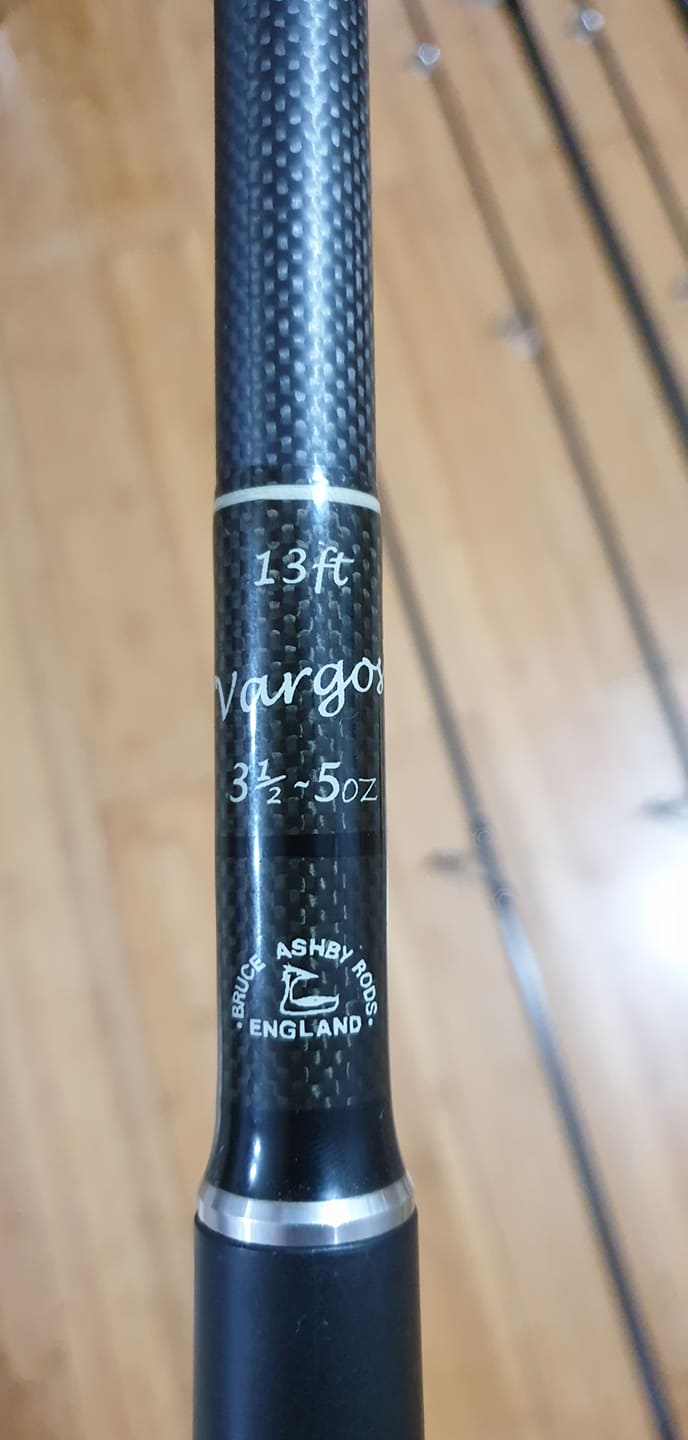 13ft
Vargos
3½-5oz
BRUCE ASHBY RODS
• ENGLAND •